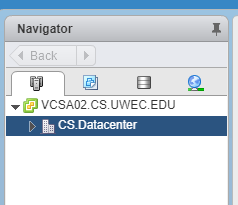 Navigator
Back
VCSA02.CS.UWEC.EDU
CS.Datacenter